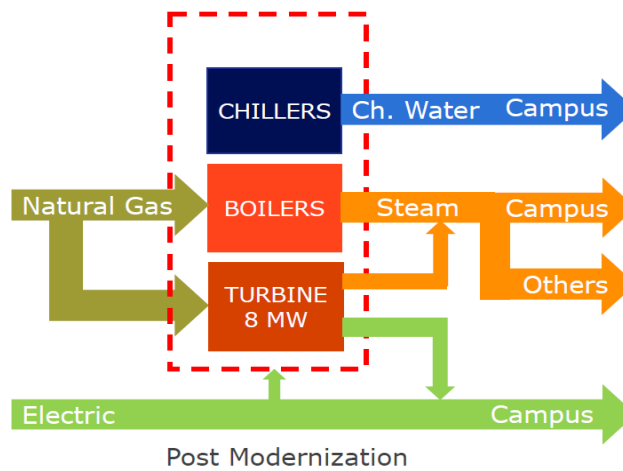 CHILLERS
Ch. Water
Campus
Natural Gas
BOILERS
Steam
Campus
TURBINE
8 MW
Others
Electric
Campus
Post Modernization